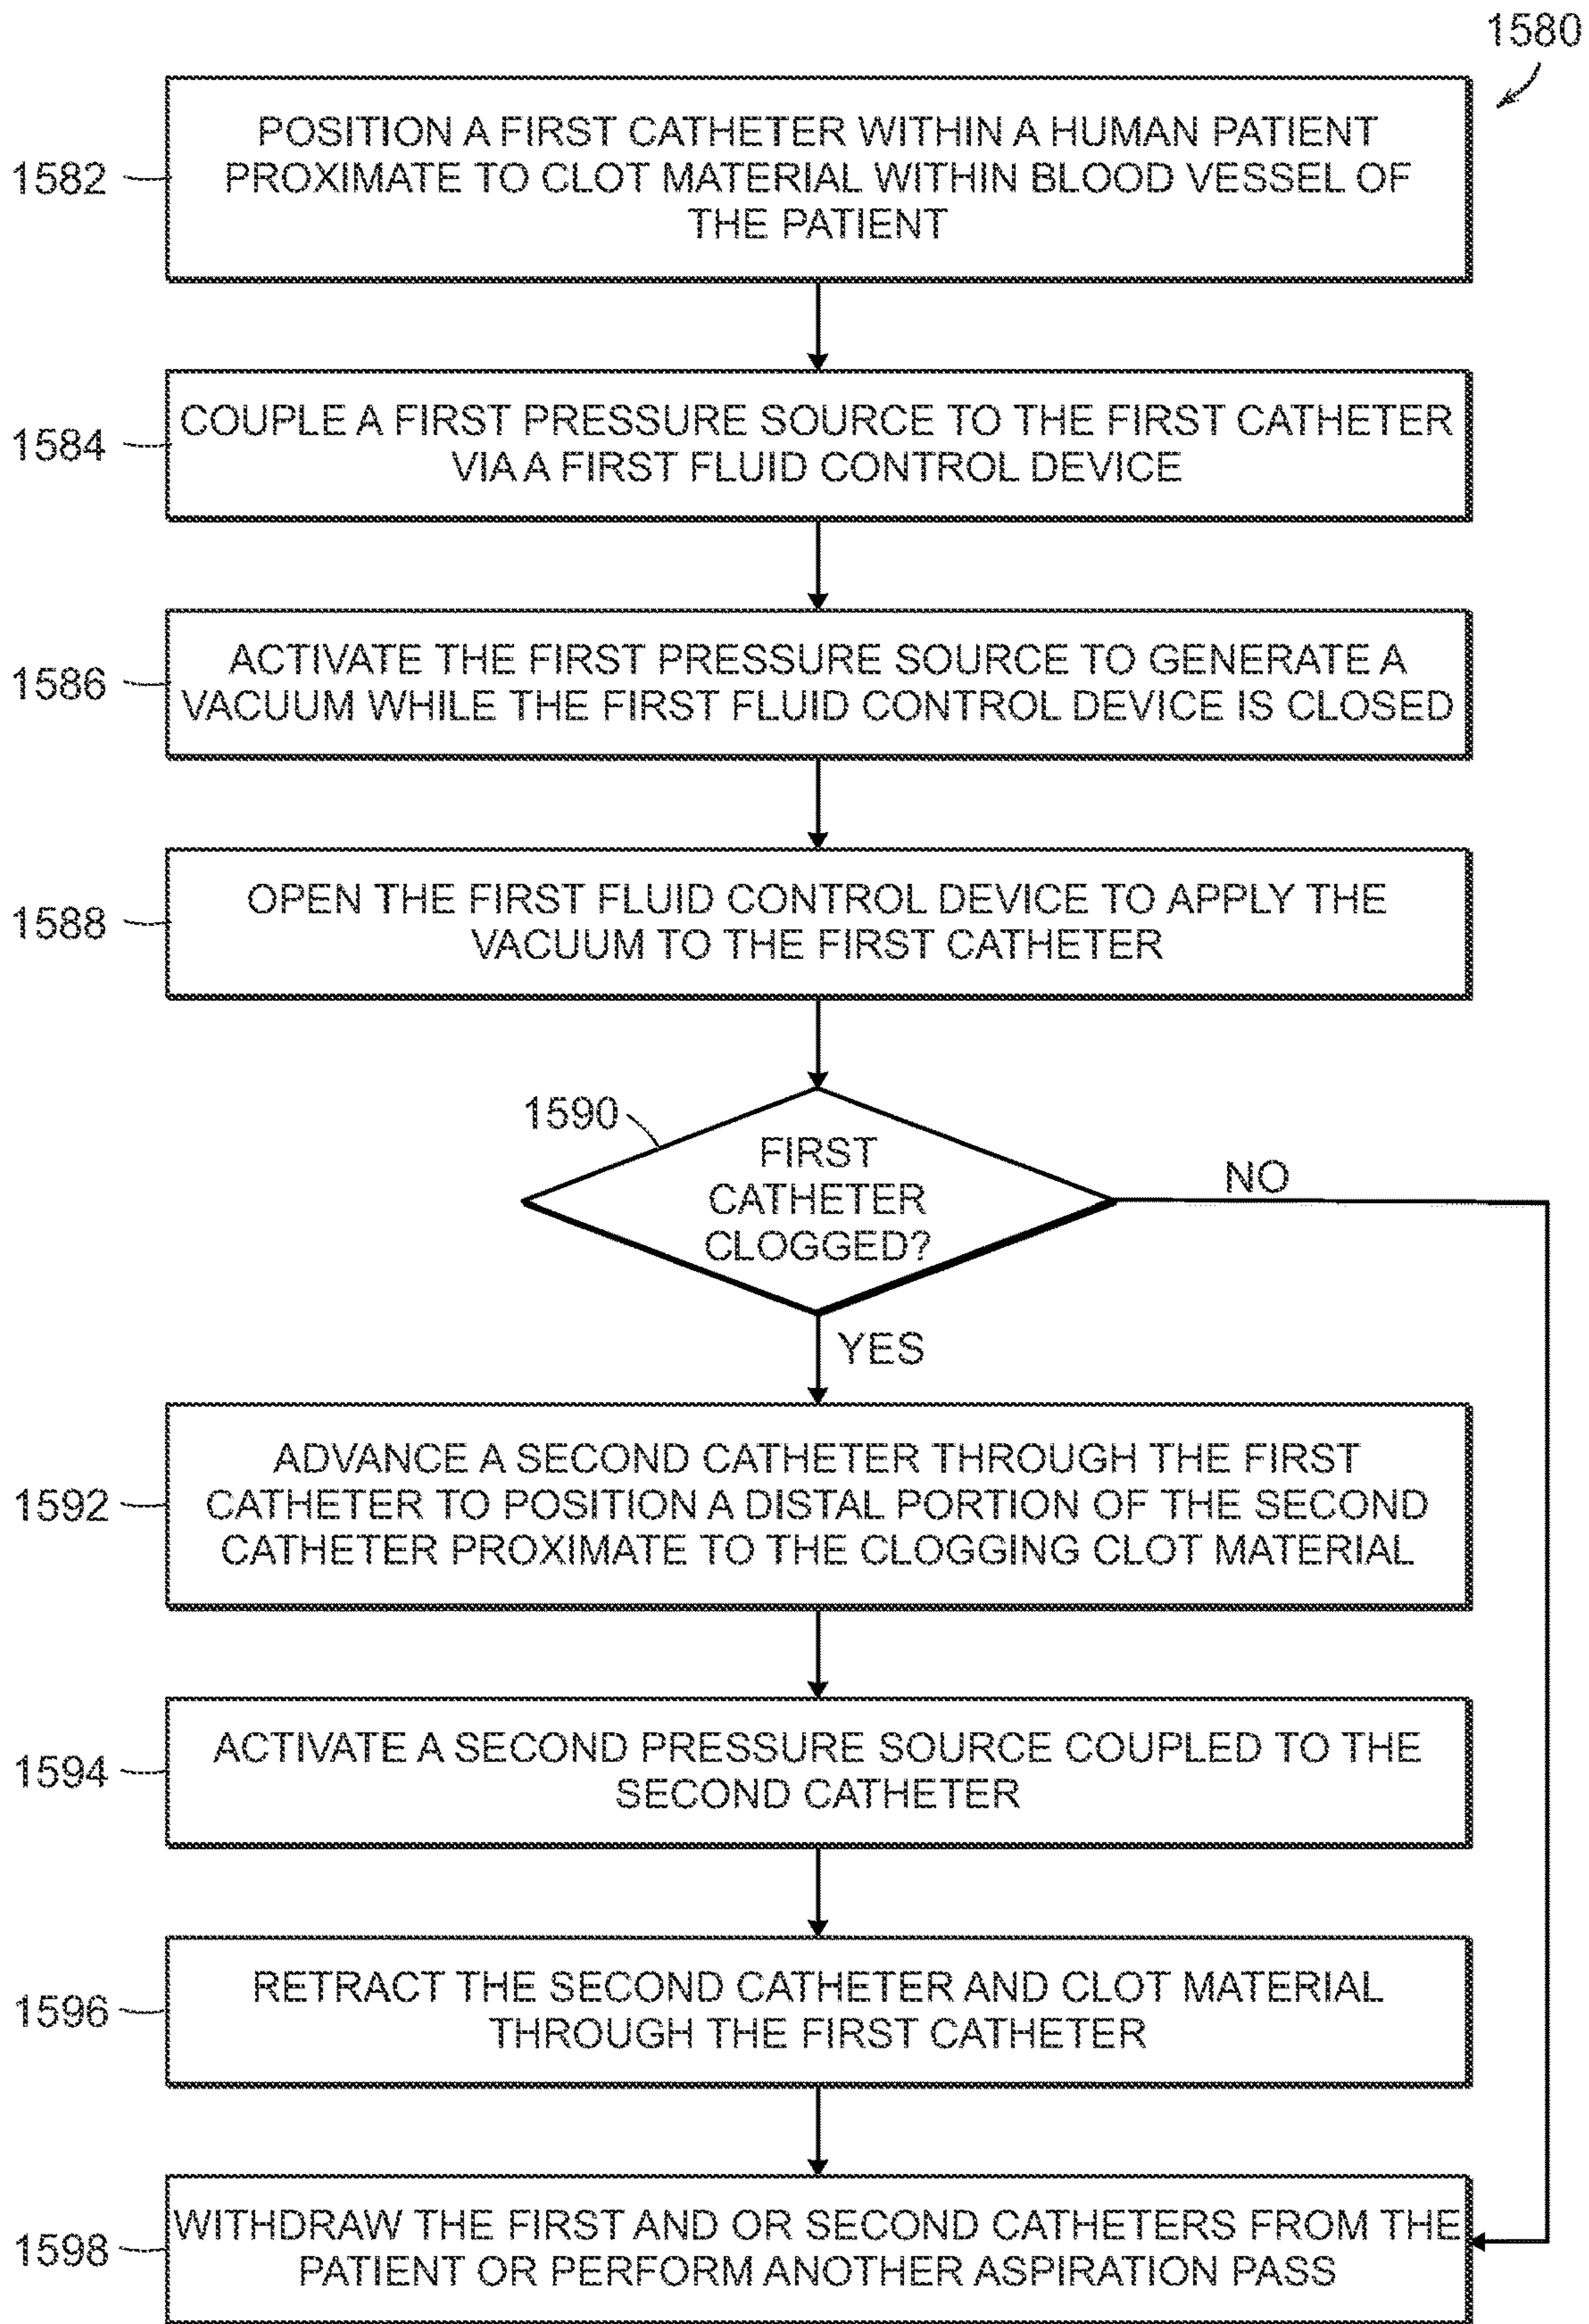 1580
1582
POSITION A FIRST CATHETER WITHIN A HUMAN PATIENT
PROXIMATE TO CLOT MATERIAL WITHIN BLOOD VESSEL OF
THE PATIENT
1584
COUPLE A FIRST PRESSURE SOURCE TO THE FIRST CATHETER
VIA A FIRST FLUID CONTROL DEVICE
1586
ACTIVATE THE FIRST PRESSURE SOURCE TO GENERATE A
VACUUM WHILE THE FIRST FLUID CONTROL DEVICE IS CLOSED
1588
OPEN THE FIRST FLUID CONTROL DEVICE TO APPLY THE
VACUUM TO THE FIRST CATHETER
1590
FIRST
CATHETER
CLOGGED?
NO
YES
1592
ADVANCE A SECOND CATHETER THROUGH THE FIRST
CATHETER TO POSITION A DISTAL PORTION OF THE SECOND
CATHETER PROXIMATE TO THE CLOGGING CLOT MATERIAL
1594
ACTIVATE A SECOND PRESSURE SOURCE COUPLED TO THE
SECOND CATHETER
1596
RETRACT THE SECOND CATHETER AND CLOT MATERIAL
THROUGH THE FIRST CATHETER
1598
WITHDRAW THE FIRST AND OR SECOND CATHETERS FROM THE
PATIENT OR PERFORM ANOTHER ASPIRATION PASS